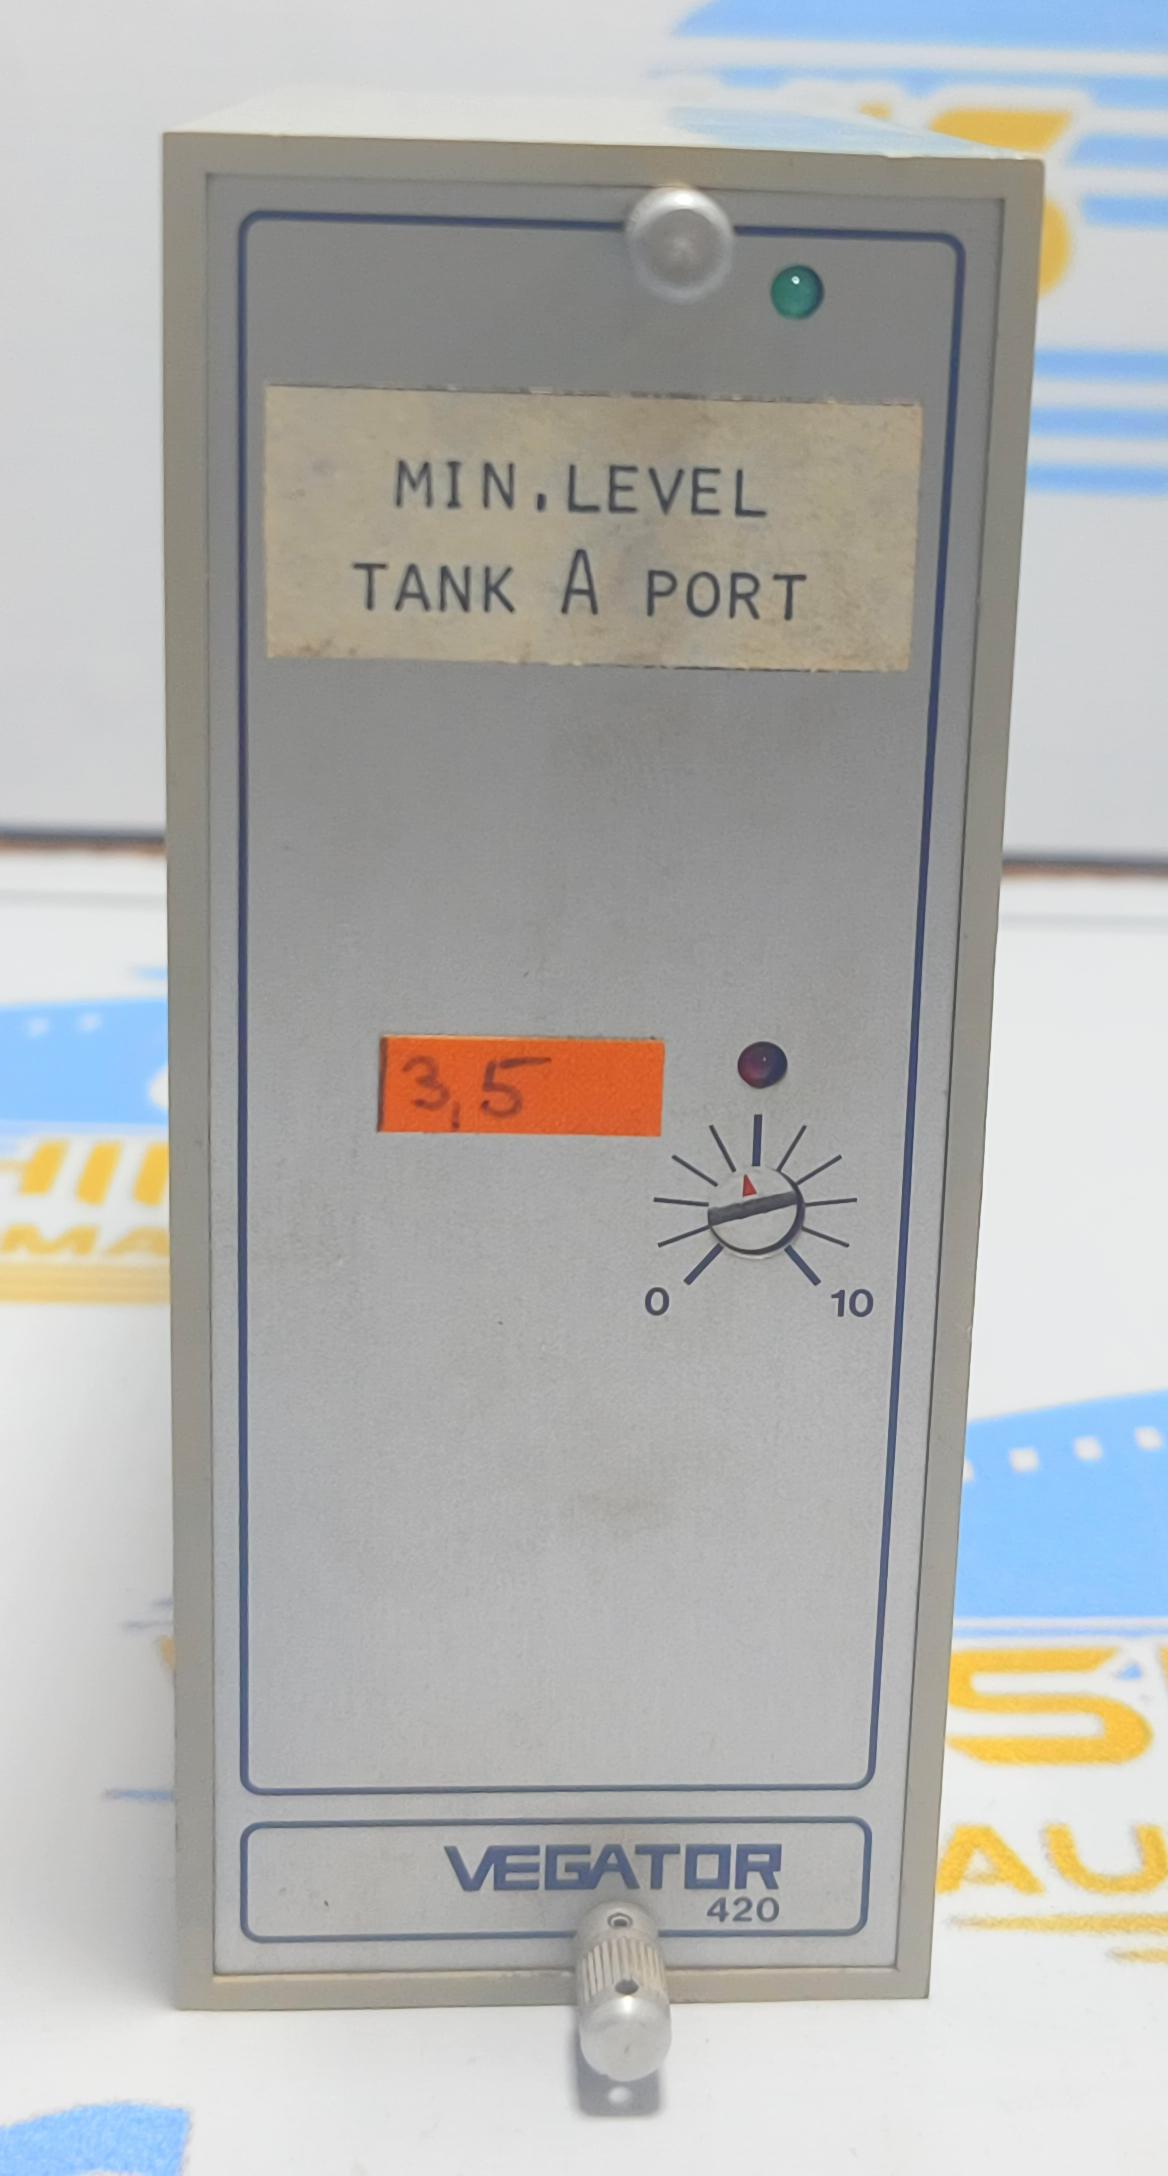 MIN.LEVEL
TANK A PORT
3,5
0 10
VEGATOR
420